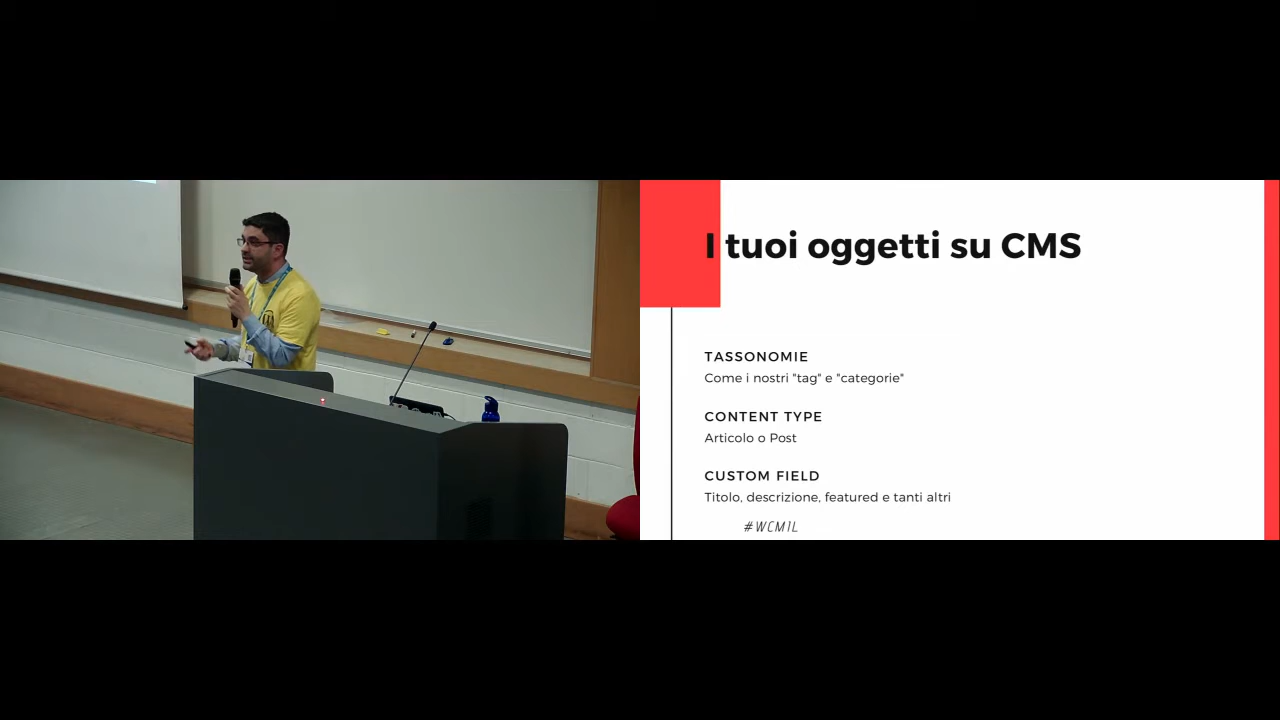 I tuoi oggetti su CMS
TASSONOMIE
Come i nostri "tag" e "categorie"
CONTENT TYPE
Articolo o Post
CUSTOM FIELD
Titolo, descrizione, featured e tanti altri
#WCMIL